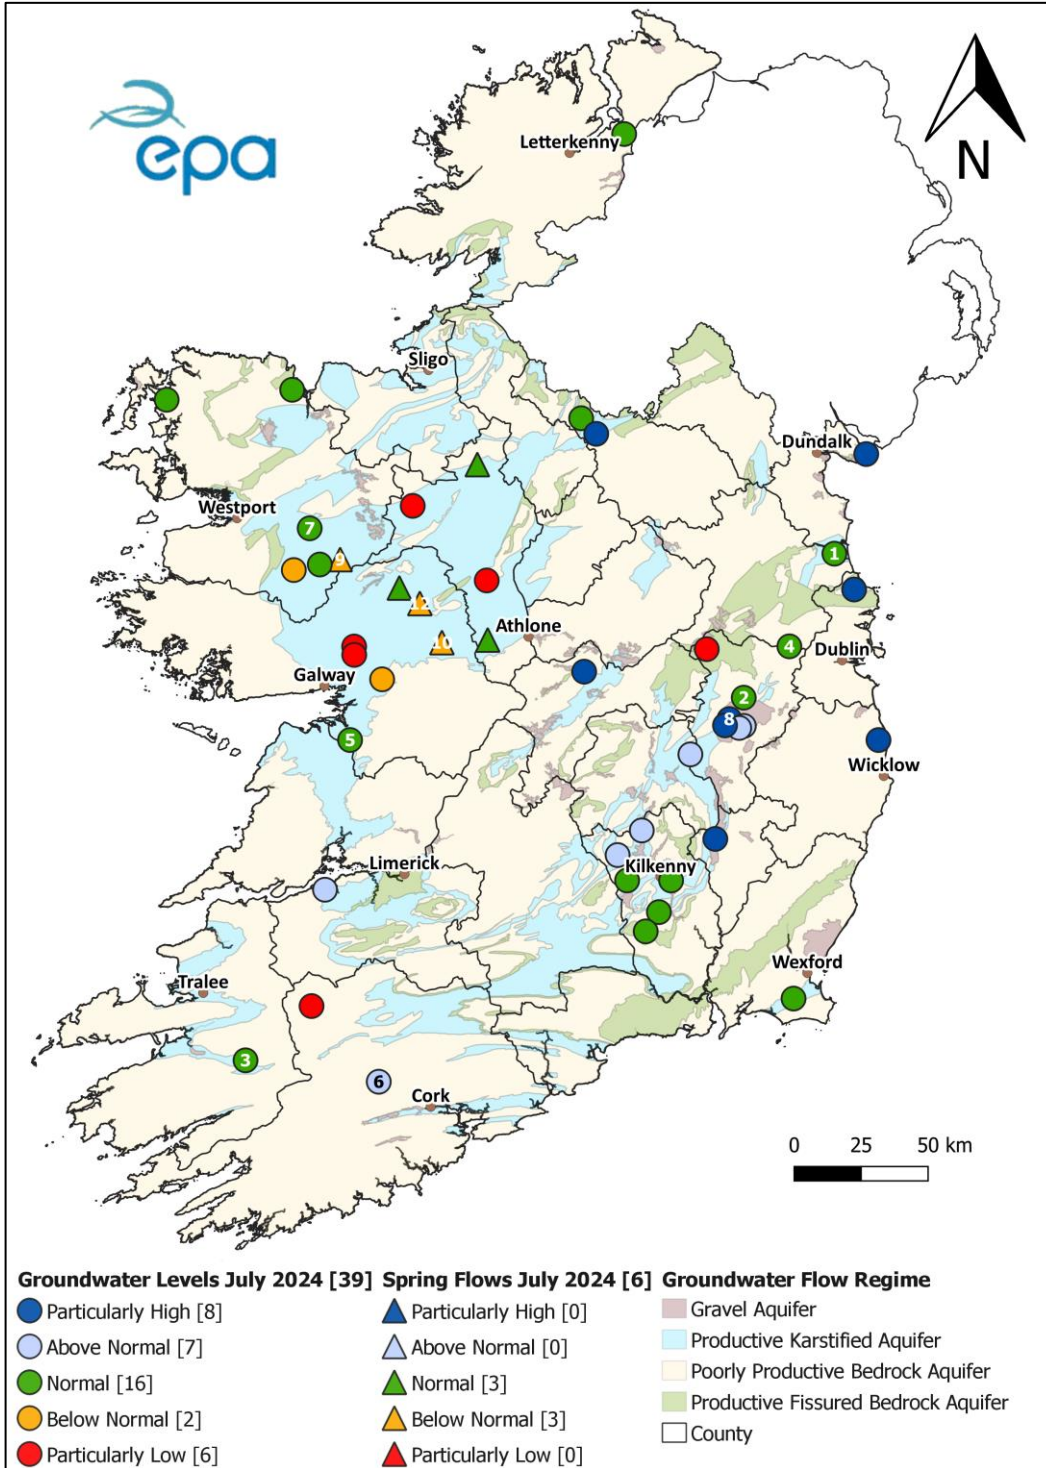 epa
N
Letterkenny
Sligo
Dundalk
Westport
7
9
1
12
10
Athlone
4
Dublin
Galway
2
8
5
Wicklow
Limerick
Kilkenny
Wexford
Tralee
3
6
Cork
0 25 50 km
Groundwater Levels July 2024 [39]
Particularly High [8]
Above Normal [7]
Normal [16]
Below Normal [2]
Particularly Low [6]
Spring Flows July 2024 [6]
Particularly High [0]
Above Normal [0]
Normal [3]
Below Normal [3]
Particularly Low [0]
Groundwater Flow Regime
Gravel Aquifer
Productive Karstified Aquifer
Poorly Productive Bedrock Aquifer
Productive Fissured Bedrock Aquifer
County